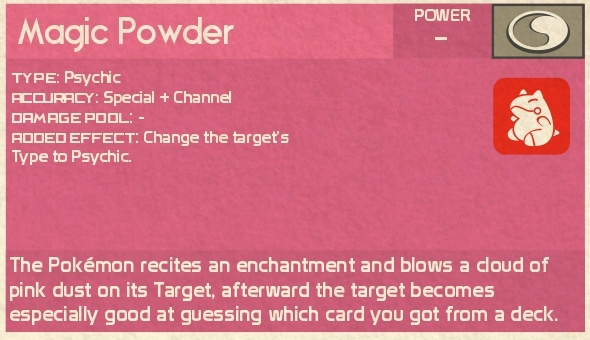 Magic Powder
POWER
–
TYPE: Psychic
ACCURACY: Special + Channel
DAMAGE POOL: -
ADDED EFFECT: Change the target's
Type to Psychic.
The Pokémon recites an enchantment and blows a cloud of
pink dust on its Target, afterward the target becomes
especially good at guessing which card you got from a deck.